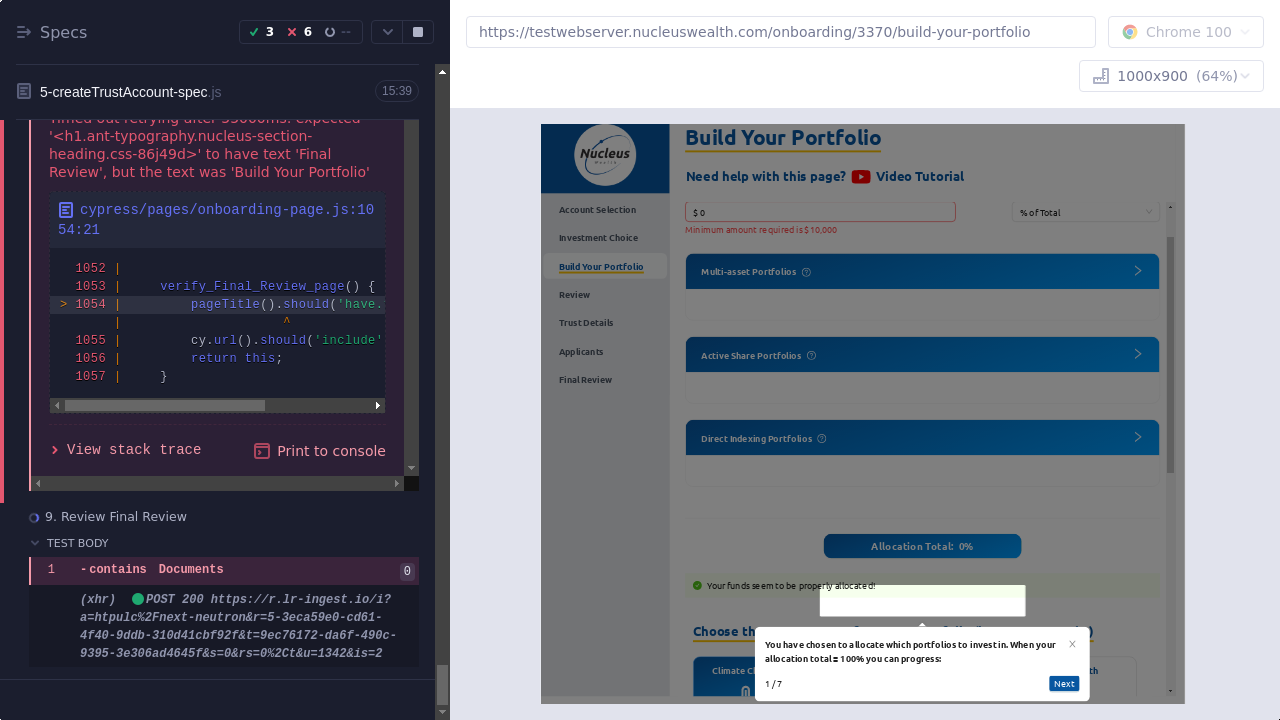 Specs
3
6
--
https://testwebserver.nucleuswealth.com/onboarding/3370/build-your-portfolio
Chrome 100
1000x900 (64%)
5-createTrustAccount-spec.js
15:39
'<h1.ant-typography.nucleus-section-
heading.css-86j49d>' to have text 'Final
Review', but the text was 'Build Your Portfolio'
cypress/pages/onboarding-page.js:10
54:21
1052 |
1053 | verify_Final_Review_page() {
> 1054 | pageTitle().should('have.
| ^
1055 | cy.url().should('include'
1056 | return this;
1057 | }
View stack trace
Print to console
9. Review Final Review
TEST BODY
1 -contains Documents 0
(xhr) POST 200 https://r.lr-ingest.io/i?
a=htpulc%2Fnext-neutron&r=5-3eca59e0-cd61-
4f40-9ddb-310d41cbf92f&t=9ec76172-da6f-490c-
9395-3e306ad4645f&s=0&rs=0%2Ct&u=1342&is=2
Nucleus
Wealth
Account Selection
Investment Choice
Build Your Portfolio
Review
Trust Details
Applicants
Final Review
Build Your Portfolio
Need help with this page? Video Tutorial
$ 0
% of Total
Minimum amount required is $ 10,000
Multi-asset Portfolios
Active Share Portfolios
Direct Indexing Portfolios
Allocation Total: 0%
Your funds seem to be properly allocated!
Choose th
Climate Cl
th
You have chosen to allocate which portfolios to invest in. When your
allocation total = 100% you can progress:
X
1 / 7
Next